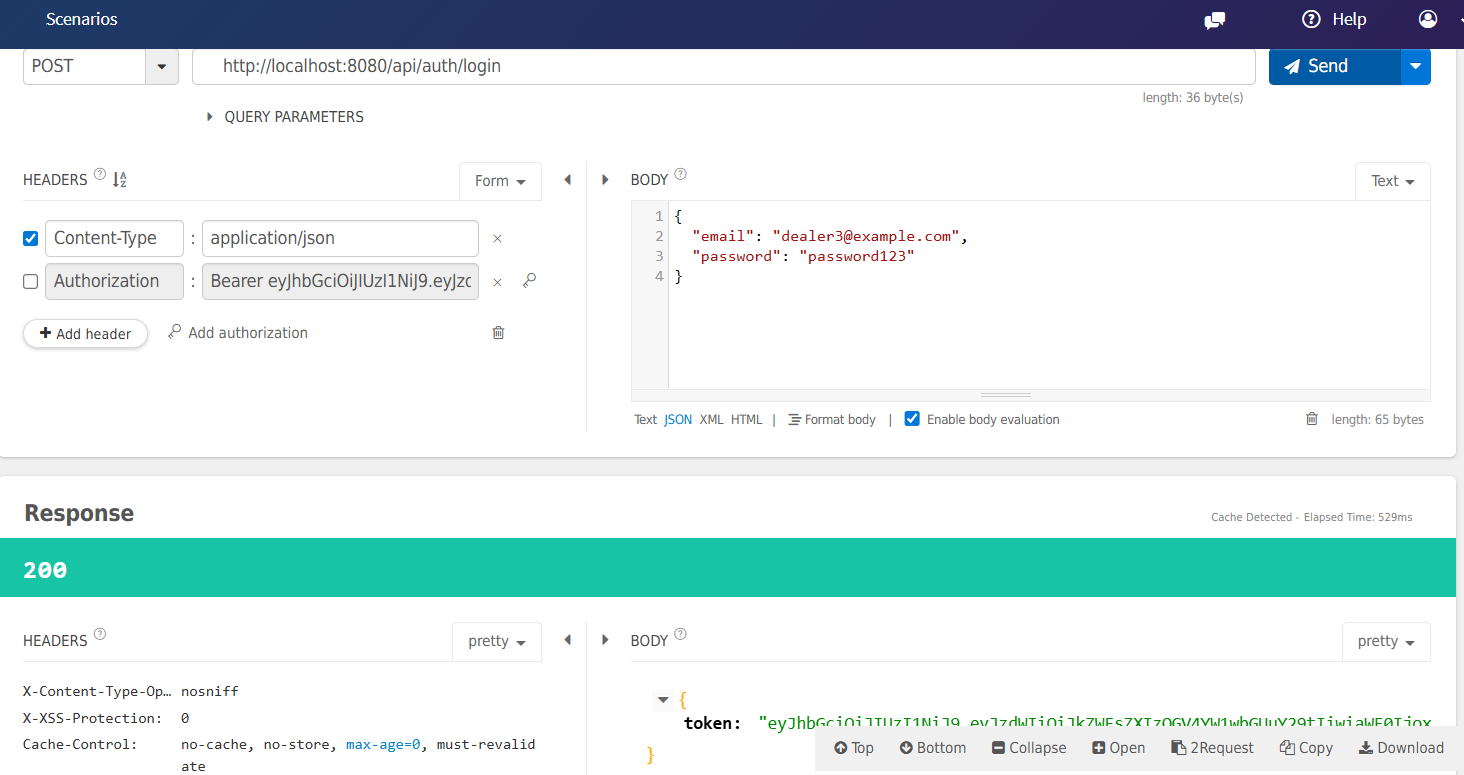 Scenarios
Help
POST
http://localhost:8080/api/auth/login
Send
length: 36 byte(s)
QUERY PARAMETERS
HEADERS
Form
BODY
Text
Content-Type : application/json ×
Authorization : Bearer eyJhbGciOiJIUzI1NiJ9.eyJzd ×
+ Add header
Add authorization
1 {
2 "email": "dealer3@example.com",
3 "password": "password123"
4 }
Text JSON XML HTML | Format body | Enable body evaluation
length: 65 bytes
Response
Cache Detected - Elapsed Time: 529ms
200
HEADERS
pretty
BODY
pretty
X-Content-Type-Op… nosniff
X-XSS-Protection: 0
Cache-Control: no-cache, no-store, max-age=0, must-revalid
ate
{
token:
}
Top Bottom Collapse Open 2Request Copy Download